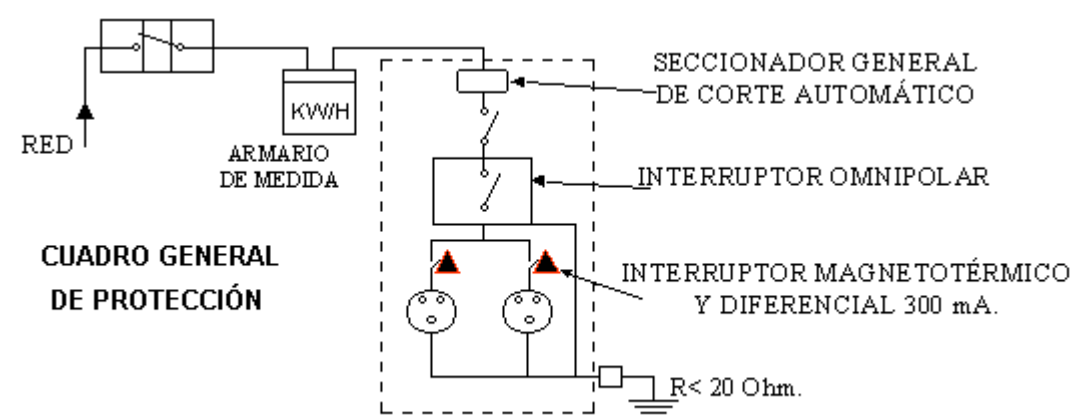 SECCIONADOR GENERAL
DE CORTE AUTOMÁTICO
KW/H
RED
ARMARIO
DE MEDIDA
INTERRUPTOR OMNIPOLAR
CUADRO GENERAL
DE PROTECCIÓN
INTERRUPTOR MAGNETOTÉRMICO
Y DIFERENCIAL 300 mA.
R< 20 Ohm.